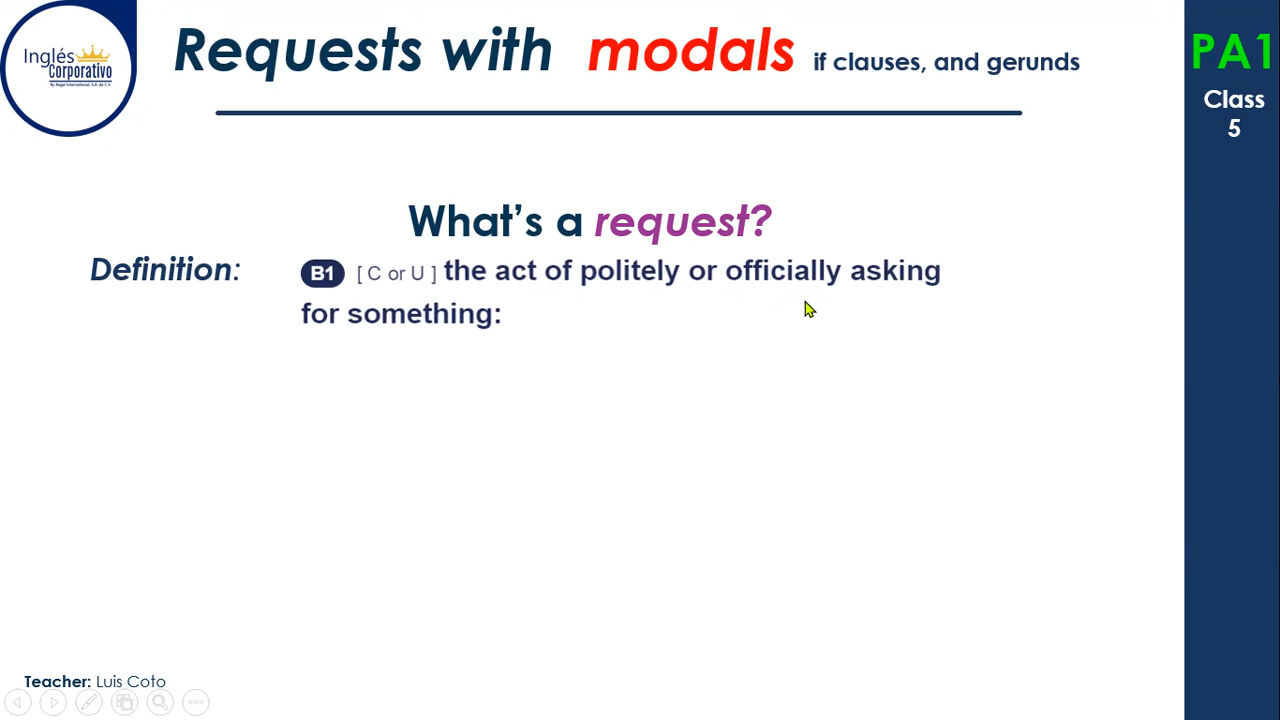 Inglés
Corporativo
By Regal International, S.A. de C.V
Requests with modals if clauses, and gerunds
PA1
Class
5
What's a request?
Definition: B1 [ C or U ] the act of politely or officially asking
for something:
Teacher: Luis Coto